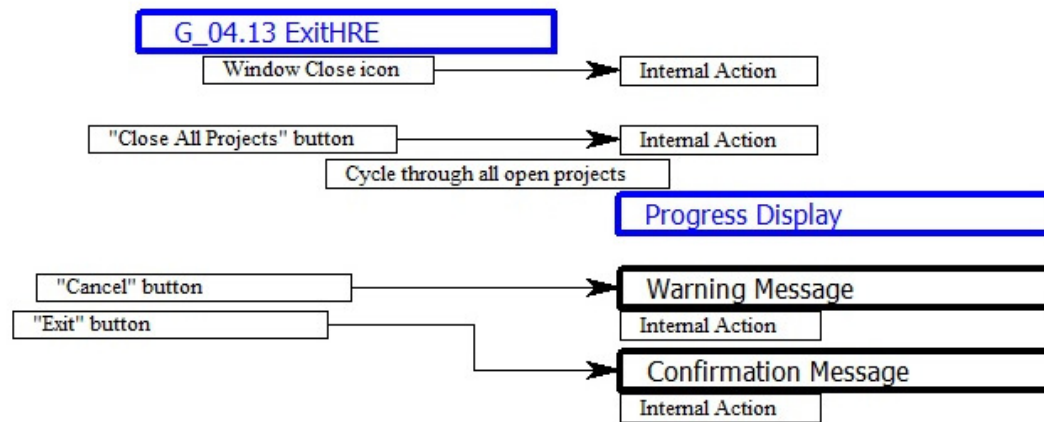 G_04.13 ExitHRE
Window Close icon
Internal Action
"Close All Projects" button
Internal Action
Cycle through all open projects
Progress Display
"Cancel" button
Warning Message
"Exit" button
Internal Action
Confirmation Message
Internal Action